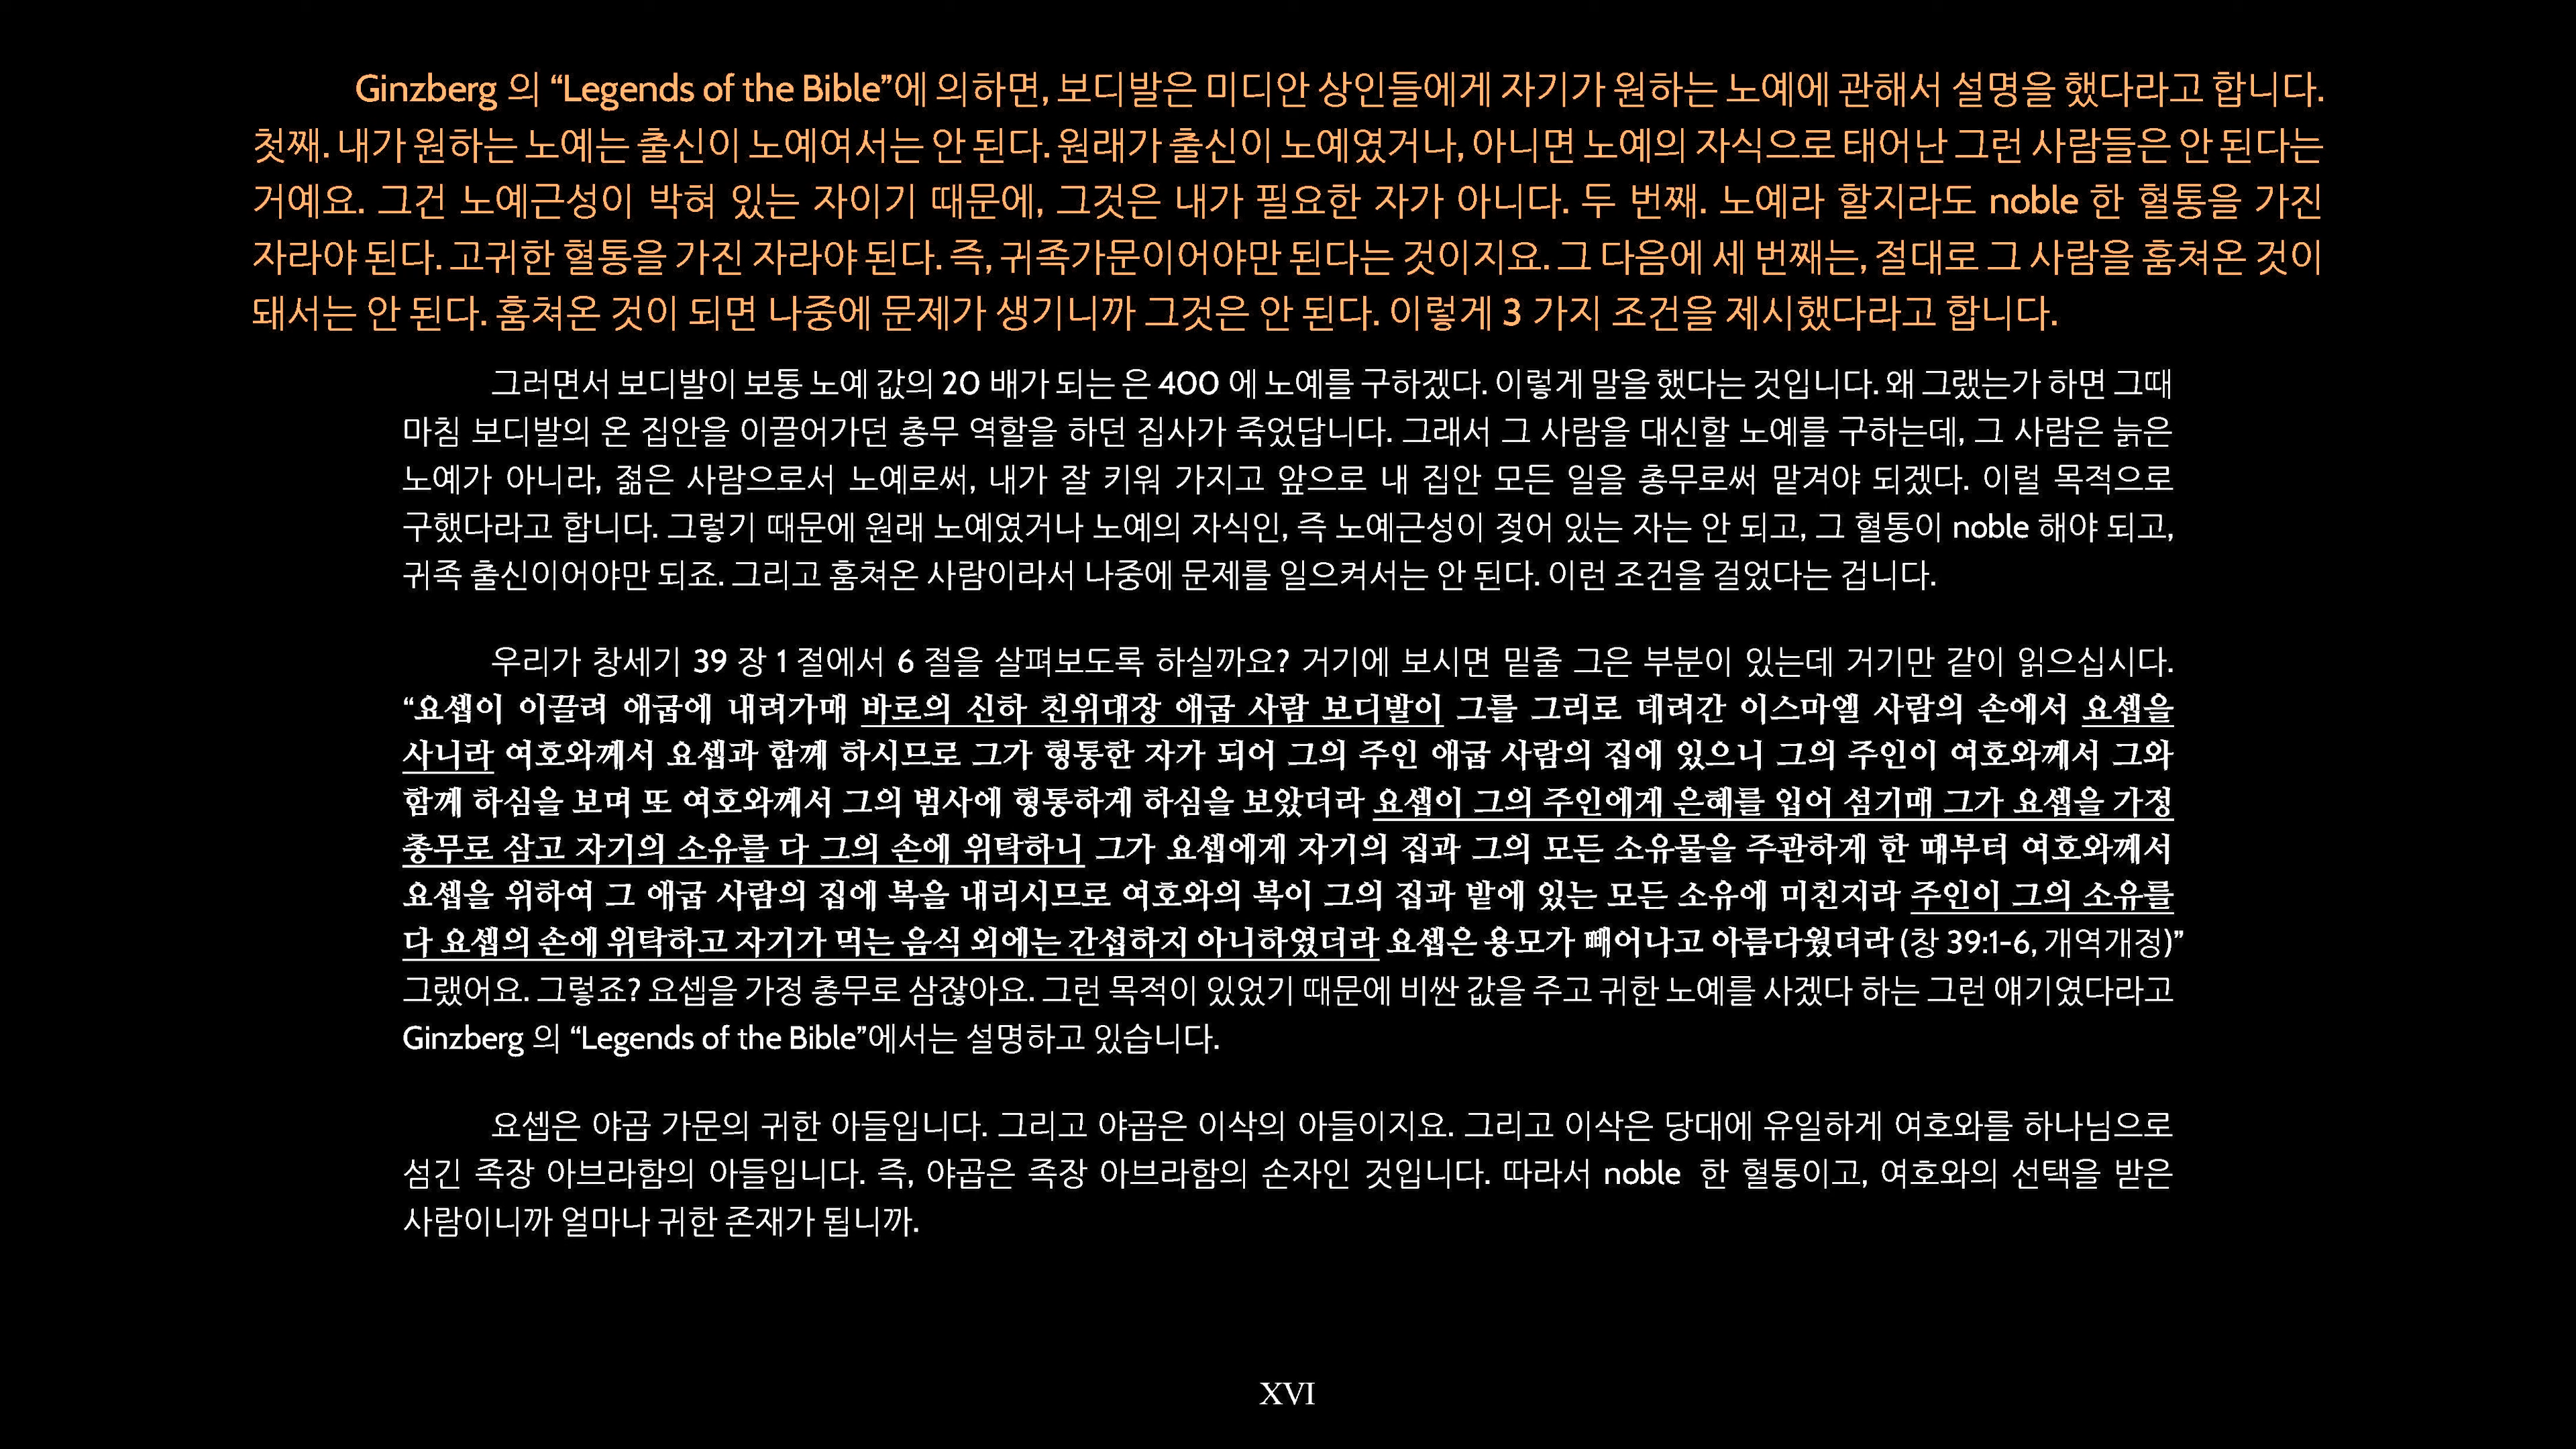 Ginzberg 의 “Legends of the Bible”에 의하면, 보디발은 미디안 상인들에게 자기가 원하는 노예에 관해서 설명을 했다라고 합니다.
첫째. 내가 원하는 노예는 출신이 노예여서는 안 된다. 원래가 출신이 노예였거나, 아니면 노예의 자식으로 태어난 그런 사람들은 안 된다는
거예요. 그건 노예근성이 박혀 있는 자이기 때문에, 그것은 내가 필요한 자가 아니다. 두 번째. 노예라 할지라도 noble 한 혈통을 가진
자라야 된다. 고귀한 혈통을 가진 자라야 된다. 즉, 귀족가문이어야만 된다는 것이지요. 그 다음에 세 번째는, 절대로 그 사람을 훔쳐온 것이
돼서는 안 된다. 훔쳐온 것이 되면 나중에 문제가 생기니까 그것은 안 된다. 이렇게 3 가지 조건을 제시했다라고 합니다.
그러면서 보디발이 보통 노예 값의 20 배가 되는 은 400 에 노예를 구하겠다. 이렇게 말을 했다는 것입니다. 왜 그랬는가 하면 그때
마침 보디발의 온 집안을 이끌어가던 총무 역할을 하던 집사가 죽었답니다. 그래서 그 사람을 대신할 노예를 구하는데, 그 사람은 늙은
노예가 아니라, 젊은 사람으로서 노예로써, 내가 잘 키워 가지고 앞으로 내 집안 모든 일을 총무로써 맡겨야 되겠다. 이럴 목적으로
구했다라고 합니다. 그렇기 때문에 원래 노예였거나 노예의 자식인, 즉 노예근성이 젖어 있는 자는 안 되고, 그 혈통이 noble 해야 되고,
귀족 출신이어야만 되죠. 그리고 훔쳐온 사람이라서 나중에 문제를 일으켜서는 안 된다. 이런 조건을 걸었다는 겁니다.
우리가 창세기 39 장 1 절에서 6 절을 살펴보도록 하실까요? 거기에 보시면 밑줄 그은 부분이 있는데 거기만 같이 읽으십시다.
“요셉이 이끌려 애굽에 내려가매 바로의 신하 친위대장 애굽 사람 보디발이 그를 그리로 데려간 이스마엘 사람의 손에서 요셉을
사니라 여호와께서 요셉과 함께 하시므로 그가 형통한 자가 되어 그의 주인 애굽 사람의 집에 있으니 그의 주인이 여호와께서 그와
함께 하심을 보며 또 여호와께서 그의 범사에 형통하게 하심을 보았더라 요셉이 그의 주인에게 은혜를 입어 섬기매 그가 요셉을 가정
총무로 삼고 자기의 소유를 다 그의 손에 위탁하니 그가 요셉에게 자기의 집과 그의 모든 소유물을 주관하게 한 때부터 여호와께서
요셉을 위하여 그 애굽 사람의 집에 복을 내리시므로 여호와의 복이 그의 집과 밭에 있는 모든 소유에 미친지라 주인이 그의 소유를
다 요셉의 손에 위탁하고 자기가 먹는 음식 외에는 간섭하지 아니하였더라 요셉은 용모가 빼어나고 아름다웠더라 (창 39:1-6, 개역개정)”
그랬어요. 그렇죠? 요셉을 가정 총무로 삼잖아요. 그런 목적이 있었기 때문에 비싼 값을 주고 귀한 노예를 사겠다 하는 그런 얘기였다라고
Ginzberg 의 “Legends of the Bible”에서는 설명하고 있습니다.
요셉은 야곱 가문의 귀한 아들입니다. 그리고 야곱은 이삭의 아들이지요. 그리고 이삭은 당대에 유일하게 여호와를 하나님으로
섬긴 족장 아브라함의 아들입니다. 즉, 야곱은 족장 아브라함의 손자인 것입니다. 따라서 noble 한 혈통이고, 여호와의 선택을 받은
사람이니까 얼마나 귀한 존재가 됩니까.
XVI